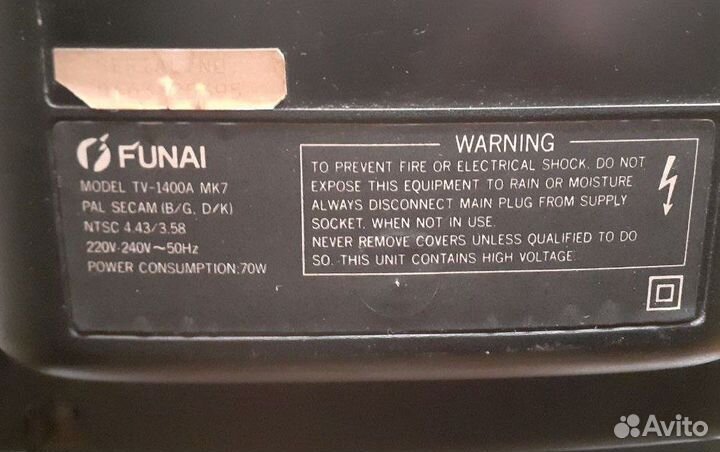 FUNAI
MODEL TV-1400A MK7
PAL SECAM (B/G, D/K)
NTSC 4.43/3.58
220V-240V~50Hz
POWER CONSUMPTION:70W
WARNING
TO PREVENT FIRE OR ELECTRICAL SHOCK. DO NOT
EXPOSE THIS EQUIPMENT TO RAIN OR MOISTURE
ALWAYS DISCONNECT MAIN PLUG FROM SUPPLY
SOCKET. WHEN NOT IN USE.
NEVER REMOVE COVERS UNLESS QUALIFIED TO DO
SO. THIS UNIT CONTAINS HIGH VOLTAGE.
Avito